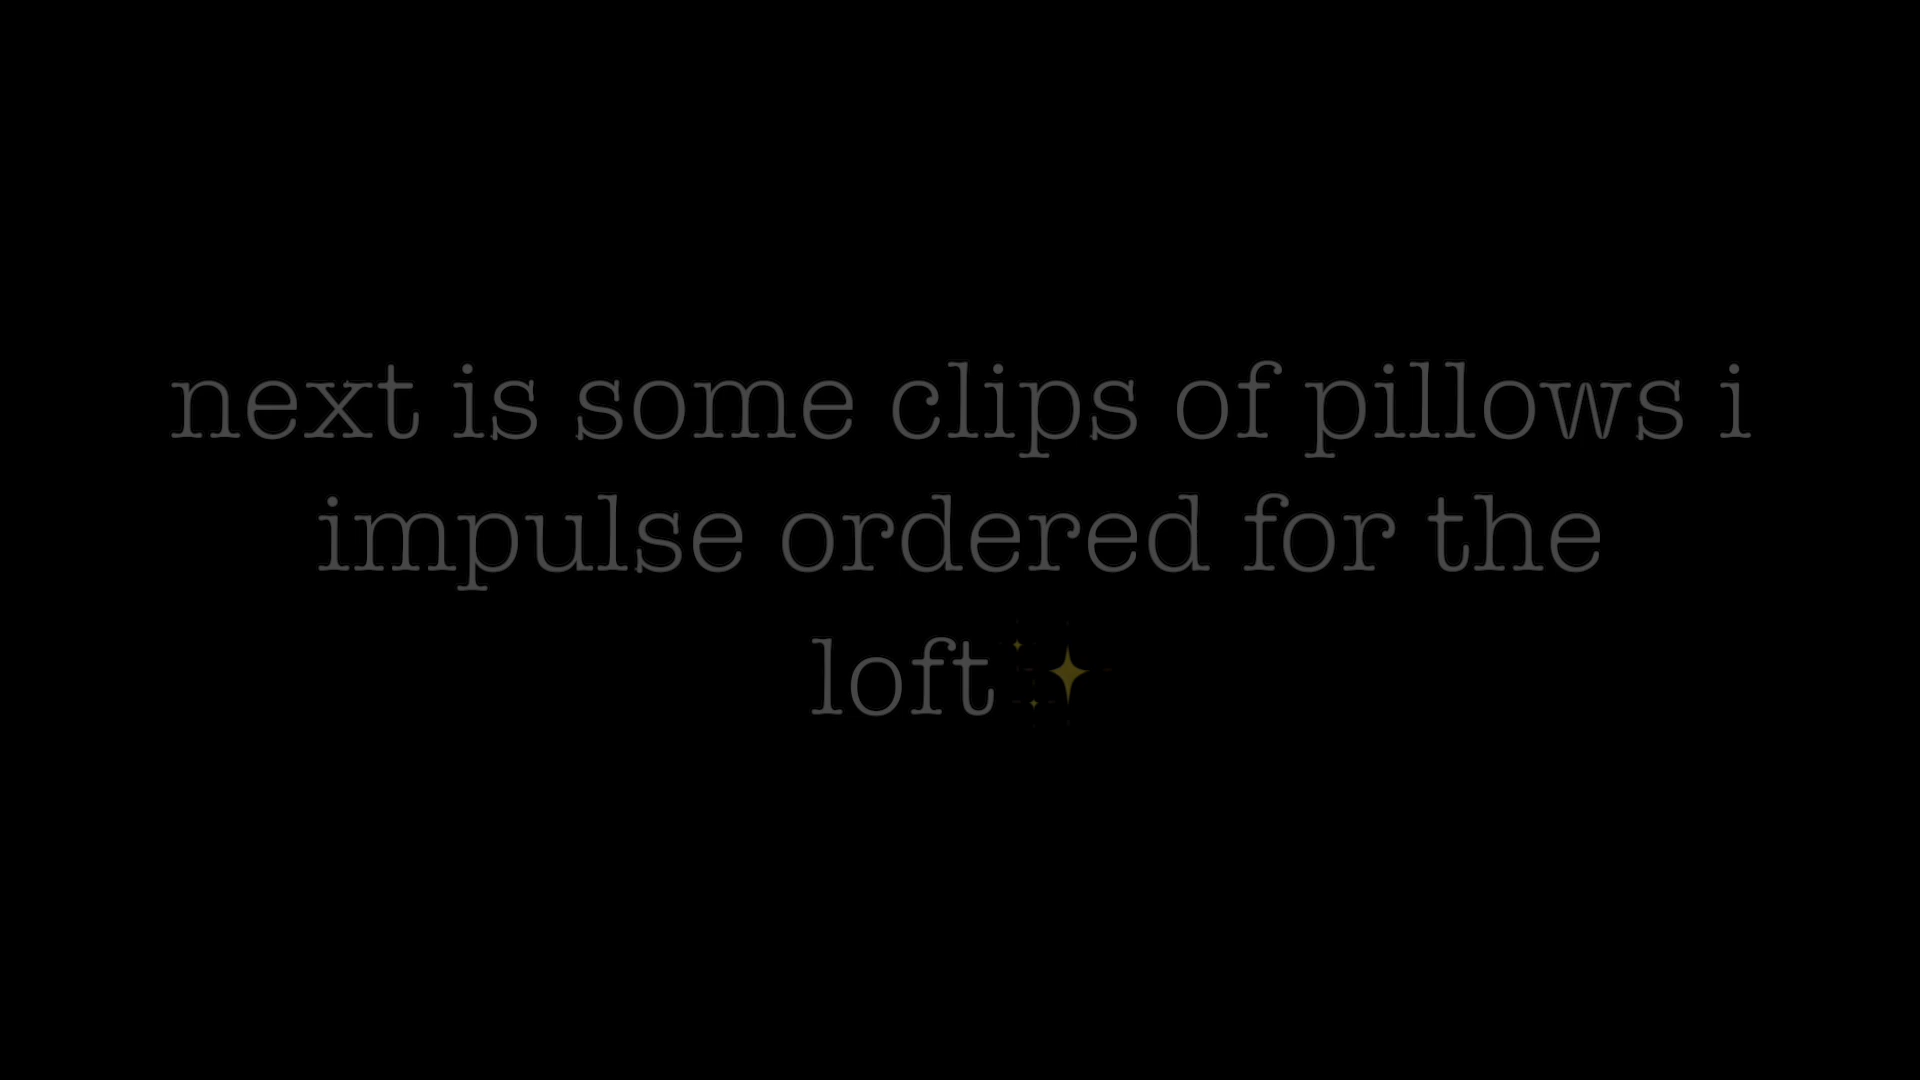 next is some clips of pillows i
impulse ordered for the
loft✨